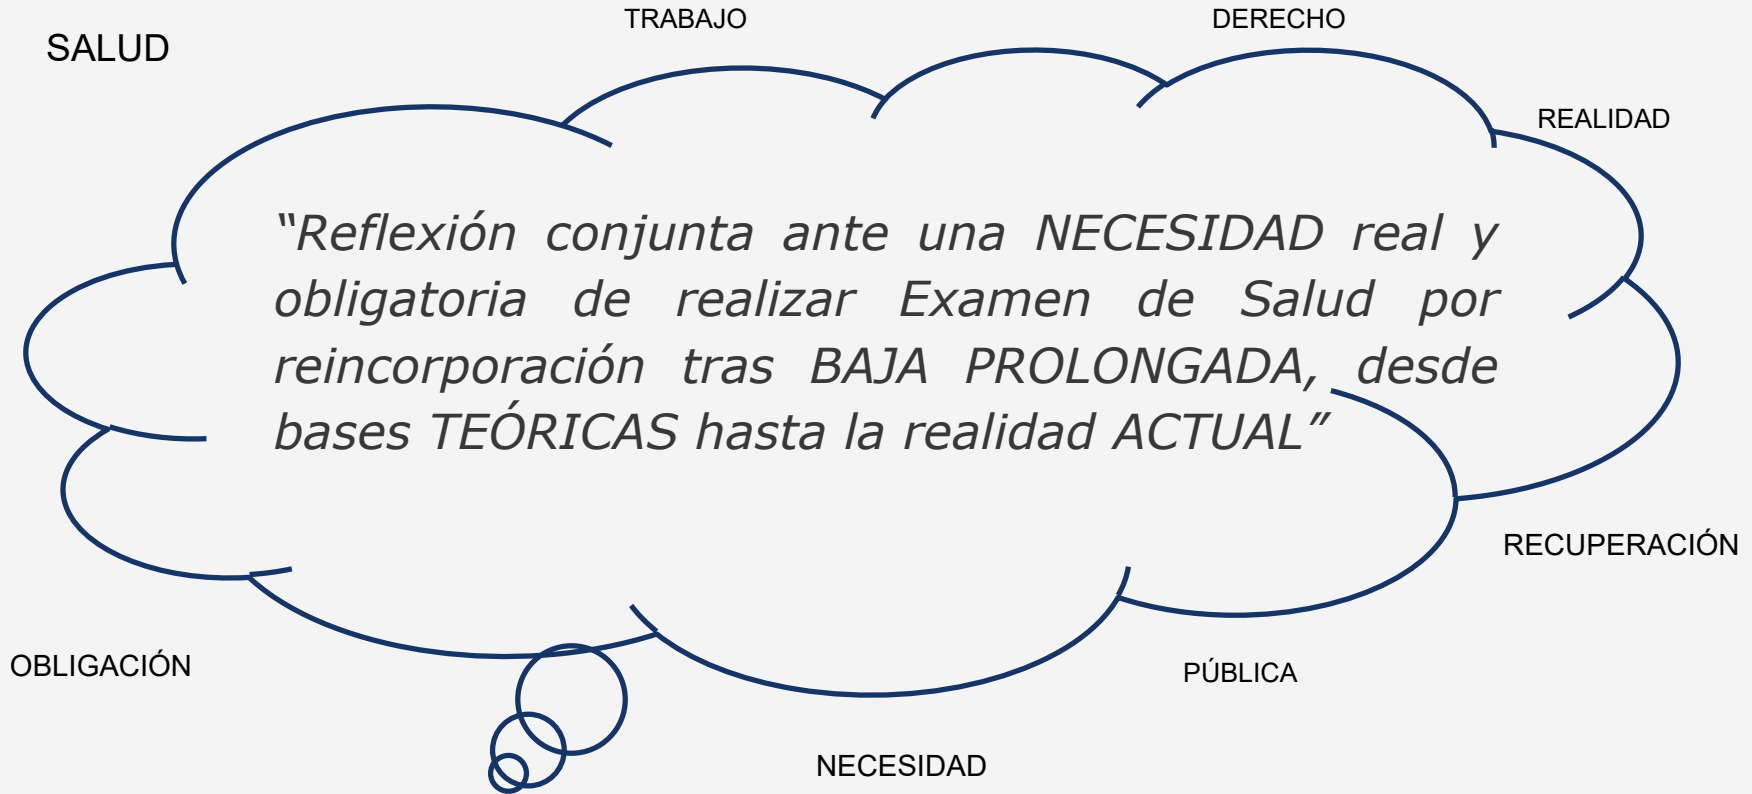 TRABAJO
DERECHO
SALUD
REALIDAD
“Reflexión conjunta ante una NECESIDAD real y
obligatoria de realizar Examen de Salud por
reincorporación tras BAJA PROLONGADA, desde
bases TEÓRICAS hasta la realidad ACTUAL”
RECUPERACIÓN
OBLIGACIÓN
PÚBLICA
NECESIDAD